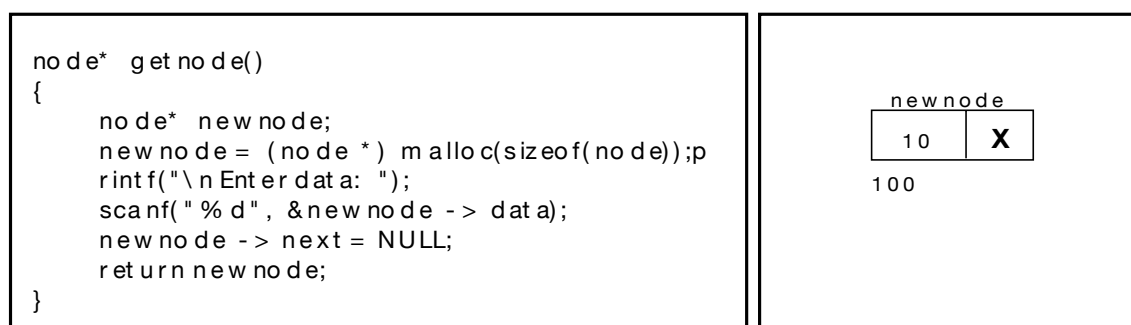 node* getnode()
{
node* newnode;
newnode = (node *) malloc(sizeof(node));p
rintf("\n Enter data: ");
scanf("%d", &newnode -> data);
newnode -> next = NULL;
return newnode;
}
newnode
10 X
100